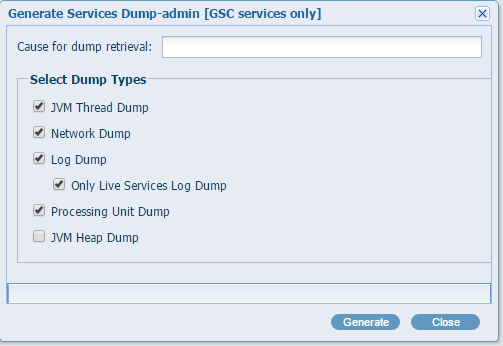 Generate Services Dump-admin [GSC services only]
Cause for dump retrieval:
Select Dump Types
JVM Thread Dump
Network Dump
Log Dump
Only Live Services Log Dump
Processing Unit Dump
JVM Heap Dump
Generate Close